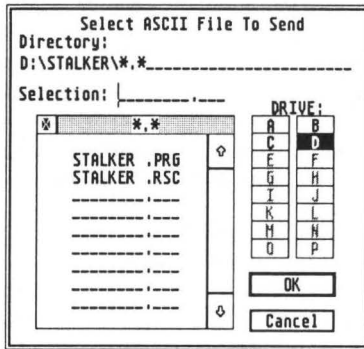 Select ASCII File To Send
Directory:
D:\STALKER\*.*
Selection: .
DRIVE:
*.*
A B
C D
STALKER .PRG
E F
STALKER .RSC
G H
I J
K L
M N
O P
OK
Cancel